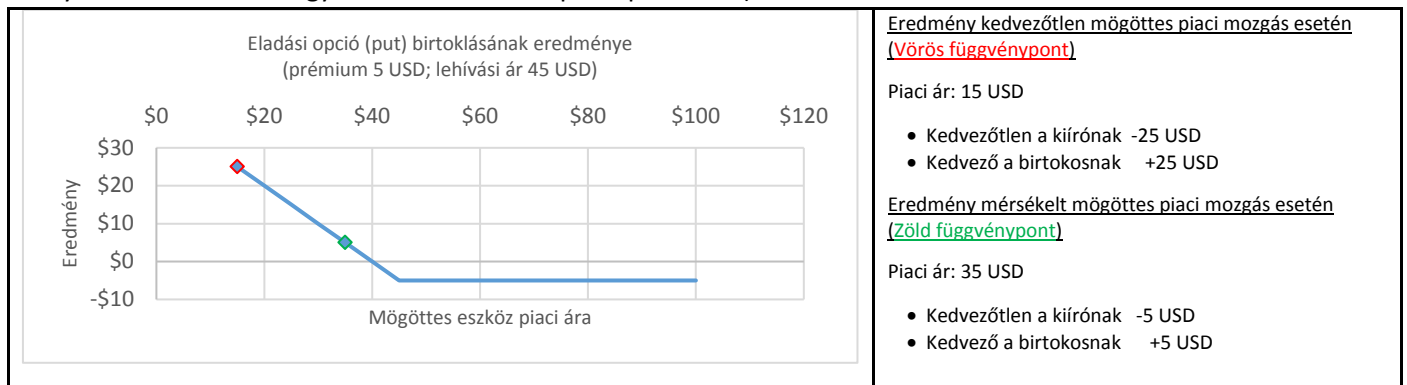 Eladási opció (put) birtoklásának eredménye
(prémium 5 USD; lehívási ár 45 USD)
$0 $20 $40 $60 $80 $100 $120
$30
$20
$10
$0
-$10
Eredmény
Mögöttes eszköz piaci ára
Eredmény kedvezőtlen mögöttes piaci mozgás esetén
(Vörös függvénypont)
Piaci ár: 15 USD
• Kedvezőtlen a kiírónak -25 USD
• Kedvező a birtokosnak +25 USD
Eredmény mérsékelt mögöttes piaci mozgás esetén
(Zöld függvénypont)
Piaci ár: 35 USD
• Kedvezőtlen a kiírónak -5 USD
• Kedvező a birtokosnak +5 USD